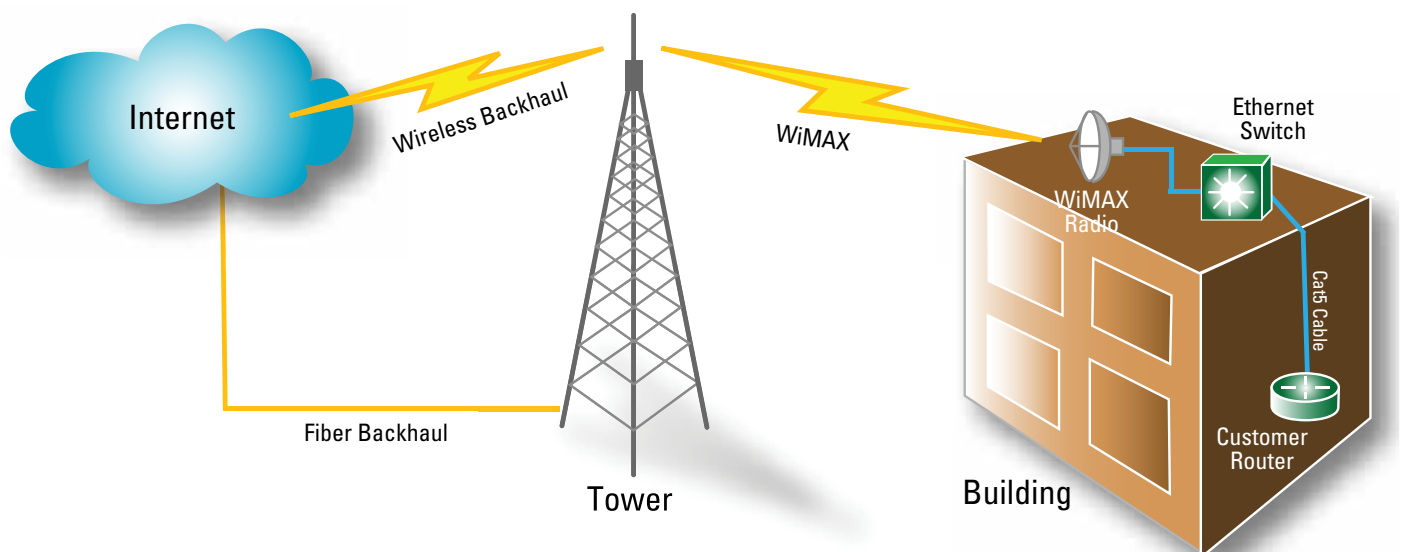 Internet
Wireless Backhaul
WiMAX
Ethernet
Switch
WiMAX
Radio
Cat5 Cable
Fiber Backhaul
Customer
Router
Tower
Building